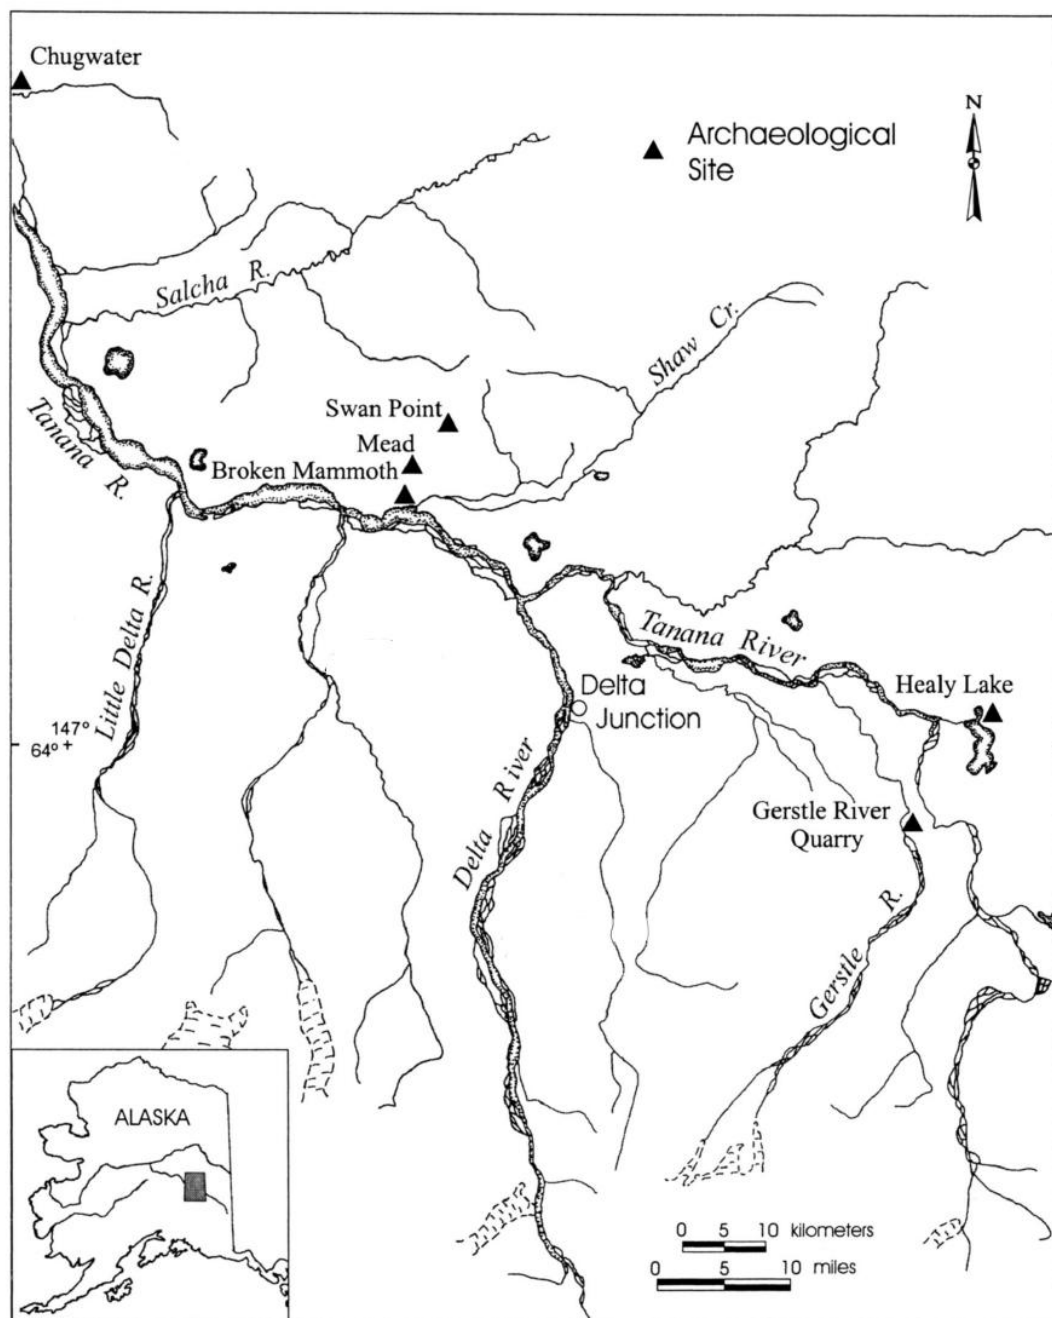 Chugwater
N
Archaeological
Site
Salcha R.
Shaw Cr.
Swan Point
Mead
Tanana R.
Broken Mammoth
Little Delta R.
Tanana River
Delta
Junction
Healy Lake
147°
64° +
Delta River
Gerstle River
Quarry
Gerstle R.
ALASKA
0 5 10 kilometers
0 5 10 miles